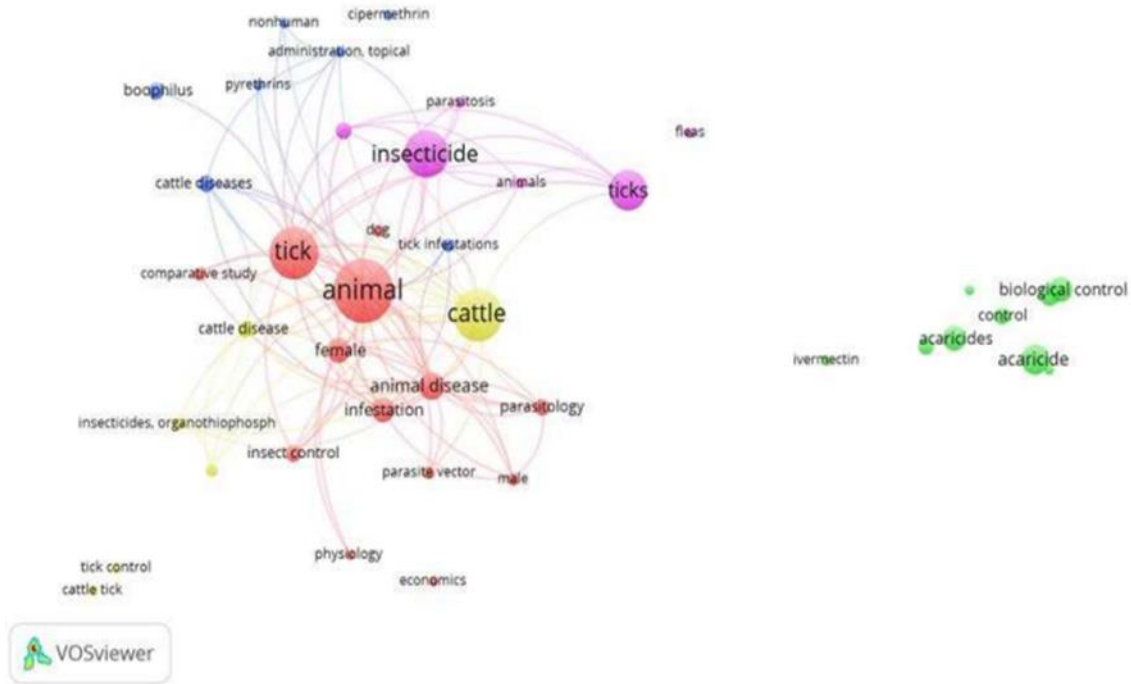 cipermethrin
nonhuman
administration, topical
pyrethrins
boophilus
parasitosis
fleas
insecticide
cattle diseases
animals
ticks
dog
tick infestations
tick
comparative study
animal
biological control
cattle
control
cattle disease
acaricides
female
ivermectin
acaricide
animal disease
infestation
parasitology
insecticides, organothiophosph
insect control
parasite vector
male
physiology
tick control
economics
cattle tick
VOSviewer